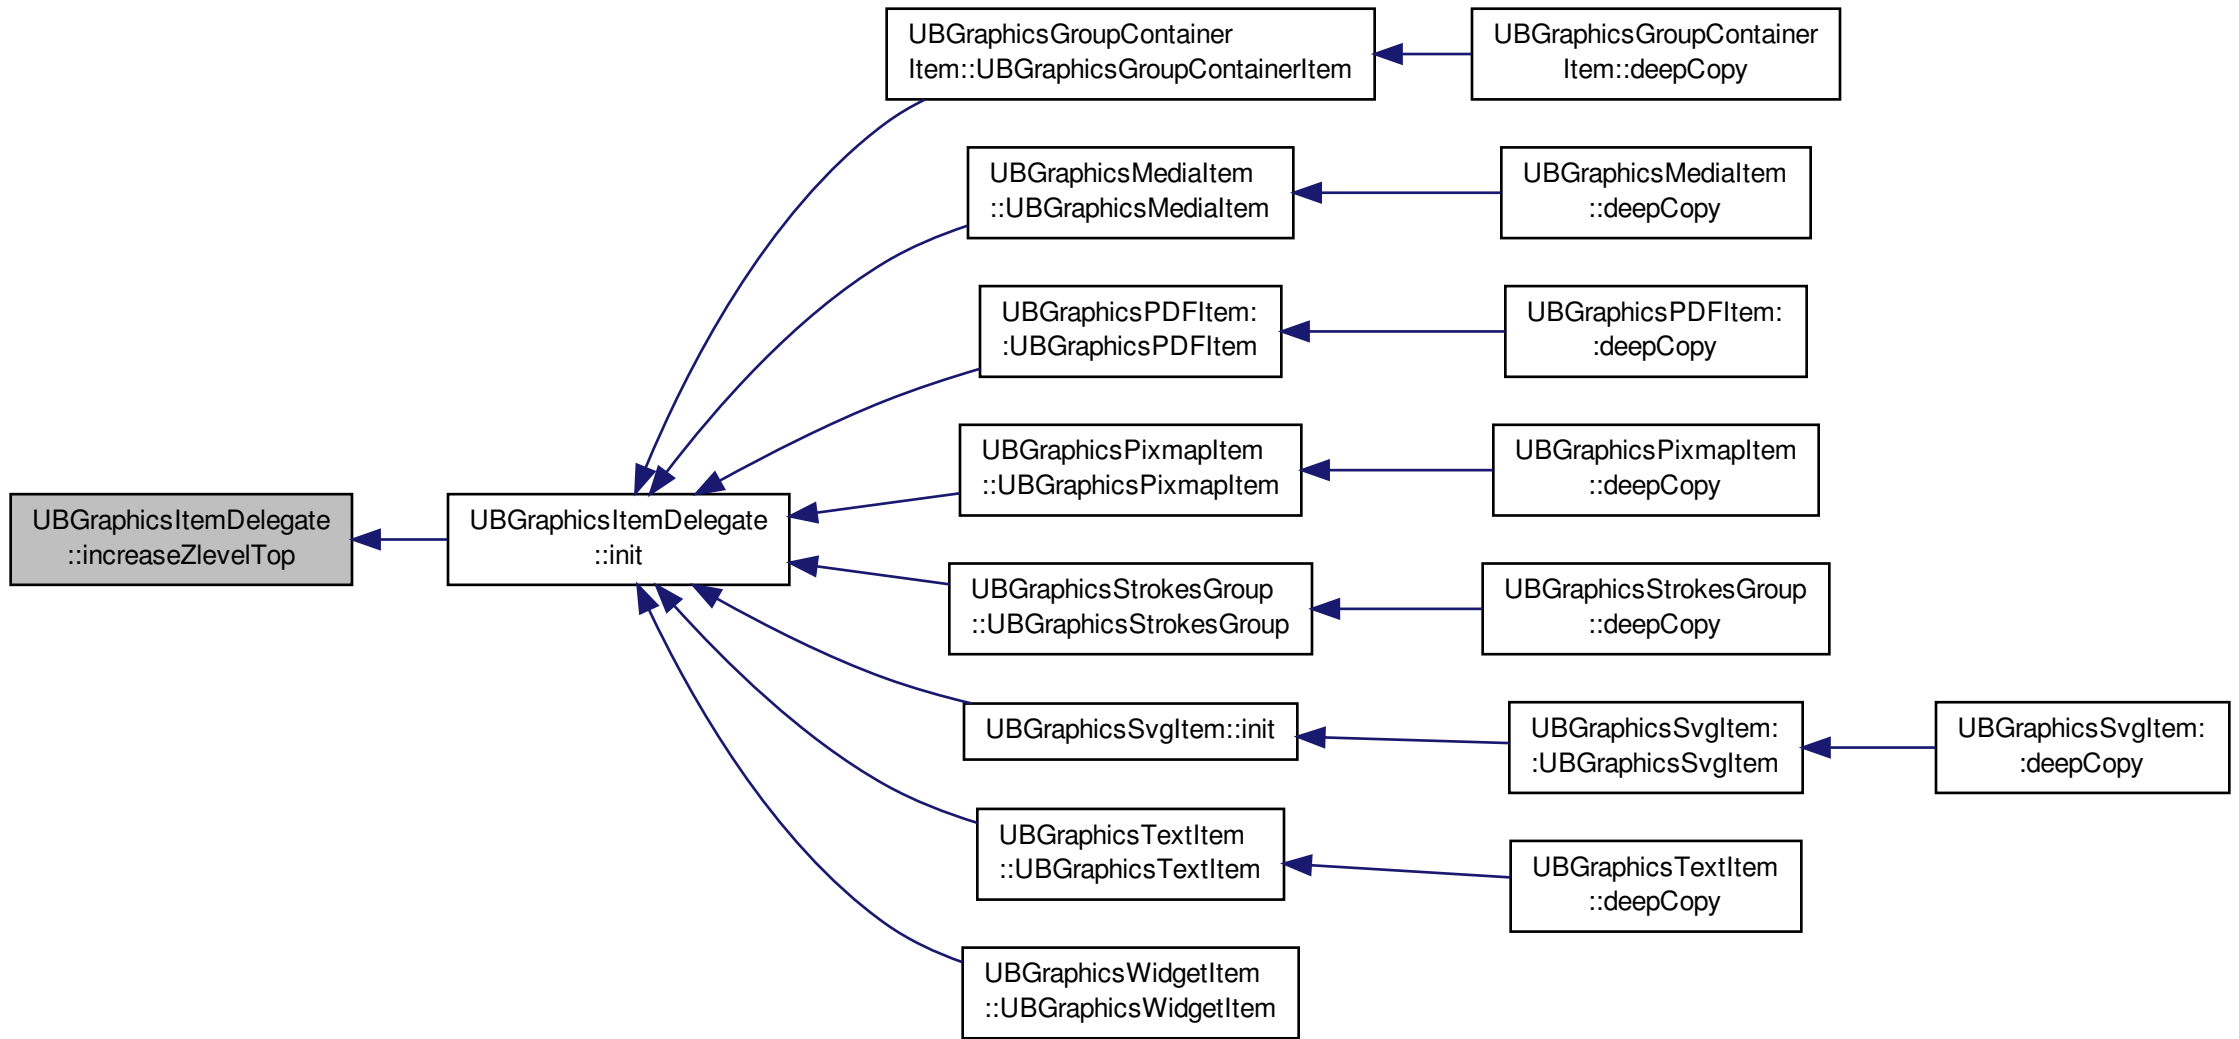 UBGraphicsGroupContainer
Item::UBGraphicsGroupContainerItem
UBGraphicsGroupContainer
Item::deepCopy
UBGraphicsMediaItem
::UBGraphicsMediaItem
UBGraphicsMediaItem
::deepCopy
UBGraphicsPDFItem:
:UBGraphicsPDFItem
UBGraphicsPDFItem:
:deepCopy
UBGraphicsPixmapItem
::UBGraphicsPixmapItem
UBGraphicsPixmapItem
::deepCopy
UBGraphicsItemDelegate
::increaseZlevelTop
UBGraphicsItemDelegate
::init
UBGraphicsStrokesGroup
::UBGraphicsStrokesGroup
UBGraphicsStrokesGroup
::deepCopy
UBGraphicsSvgItem::init
UBGraphicsSvgItem:
:UBGraphicsSvgItem
UBGraphicsSvgItem:
:deepCopy
UBGraphicsTextItem
::UBGraphicsTextItem
UBGraphicsTextItem
::deepCopy
UBGraphicsWidgetItem
::UBGraphicsWidgetItem